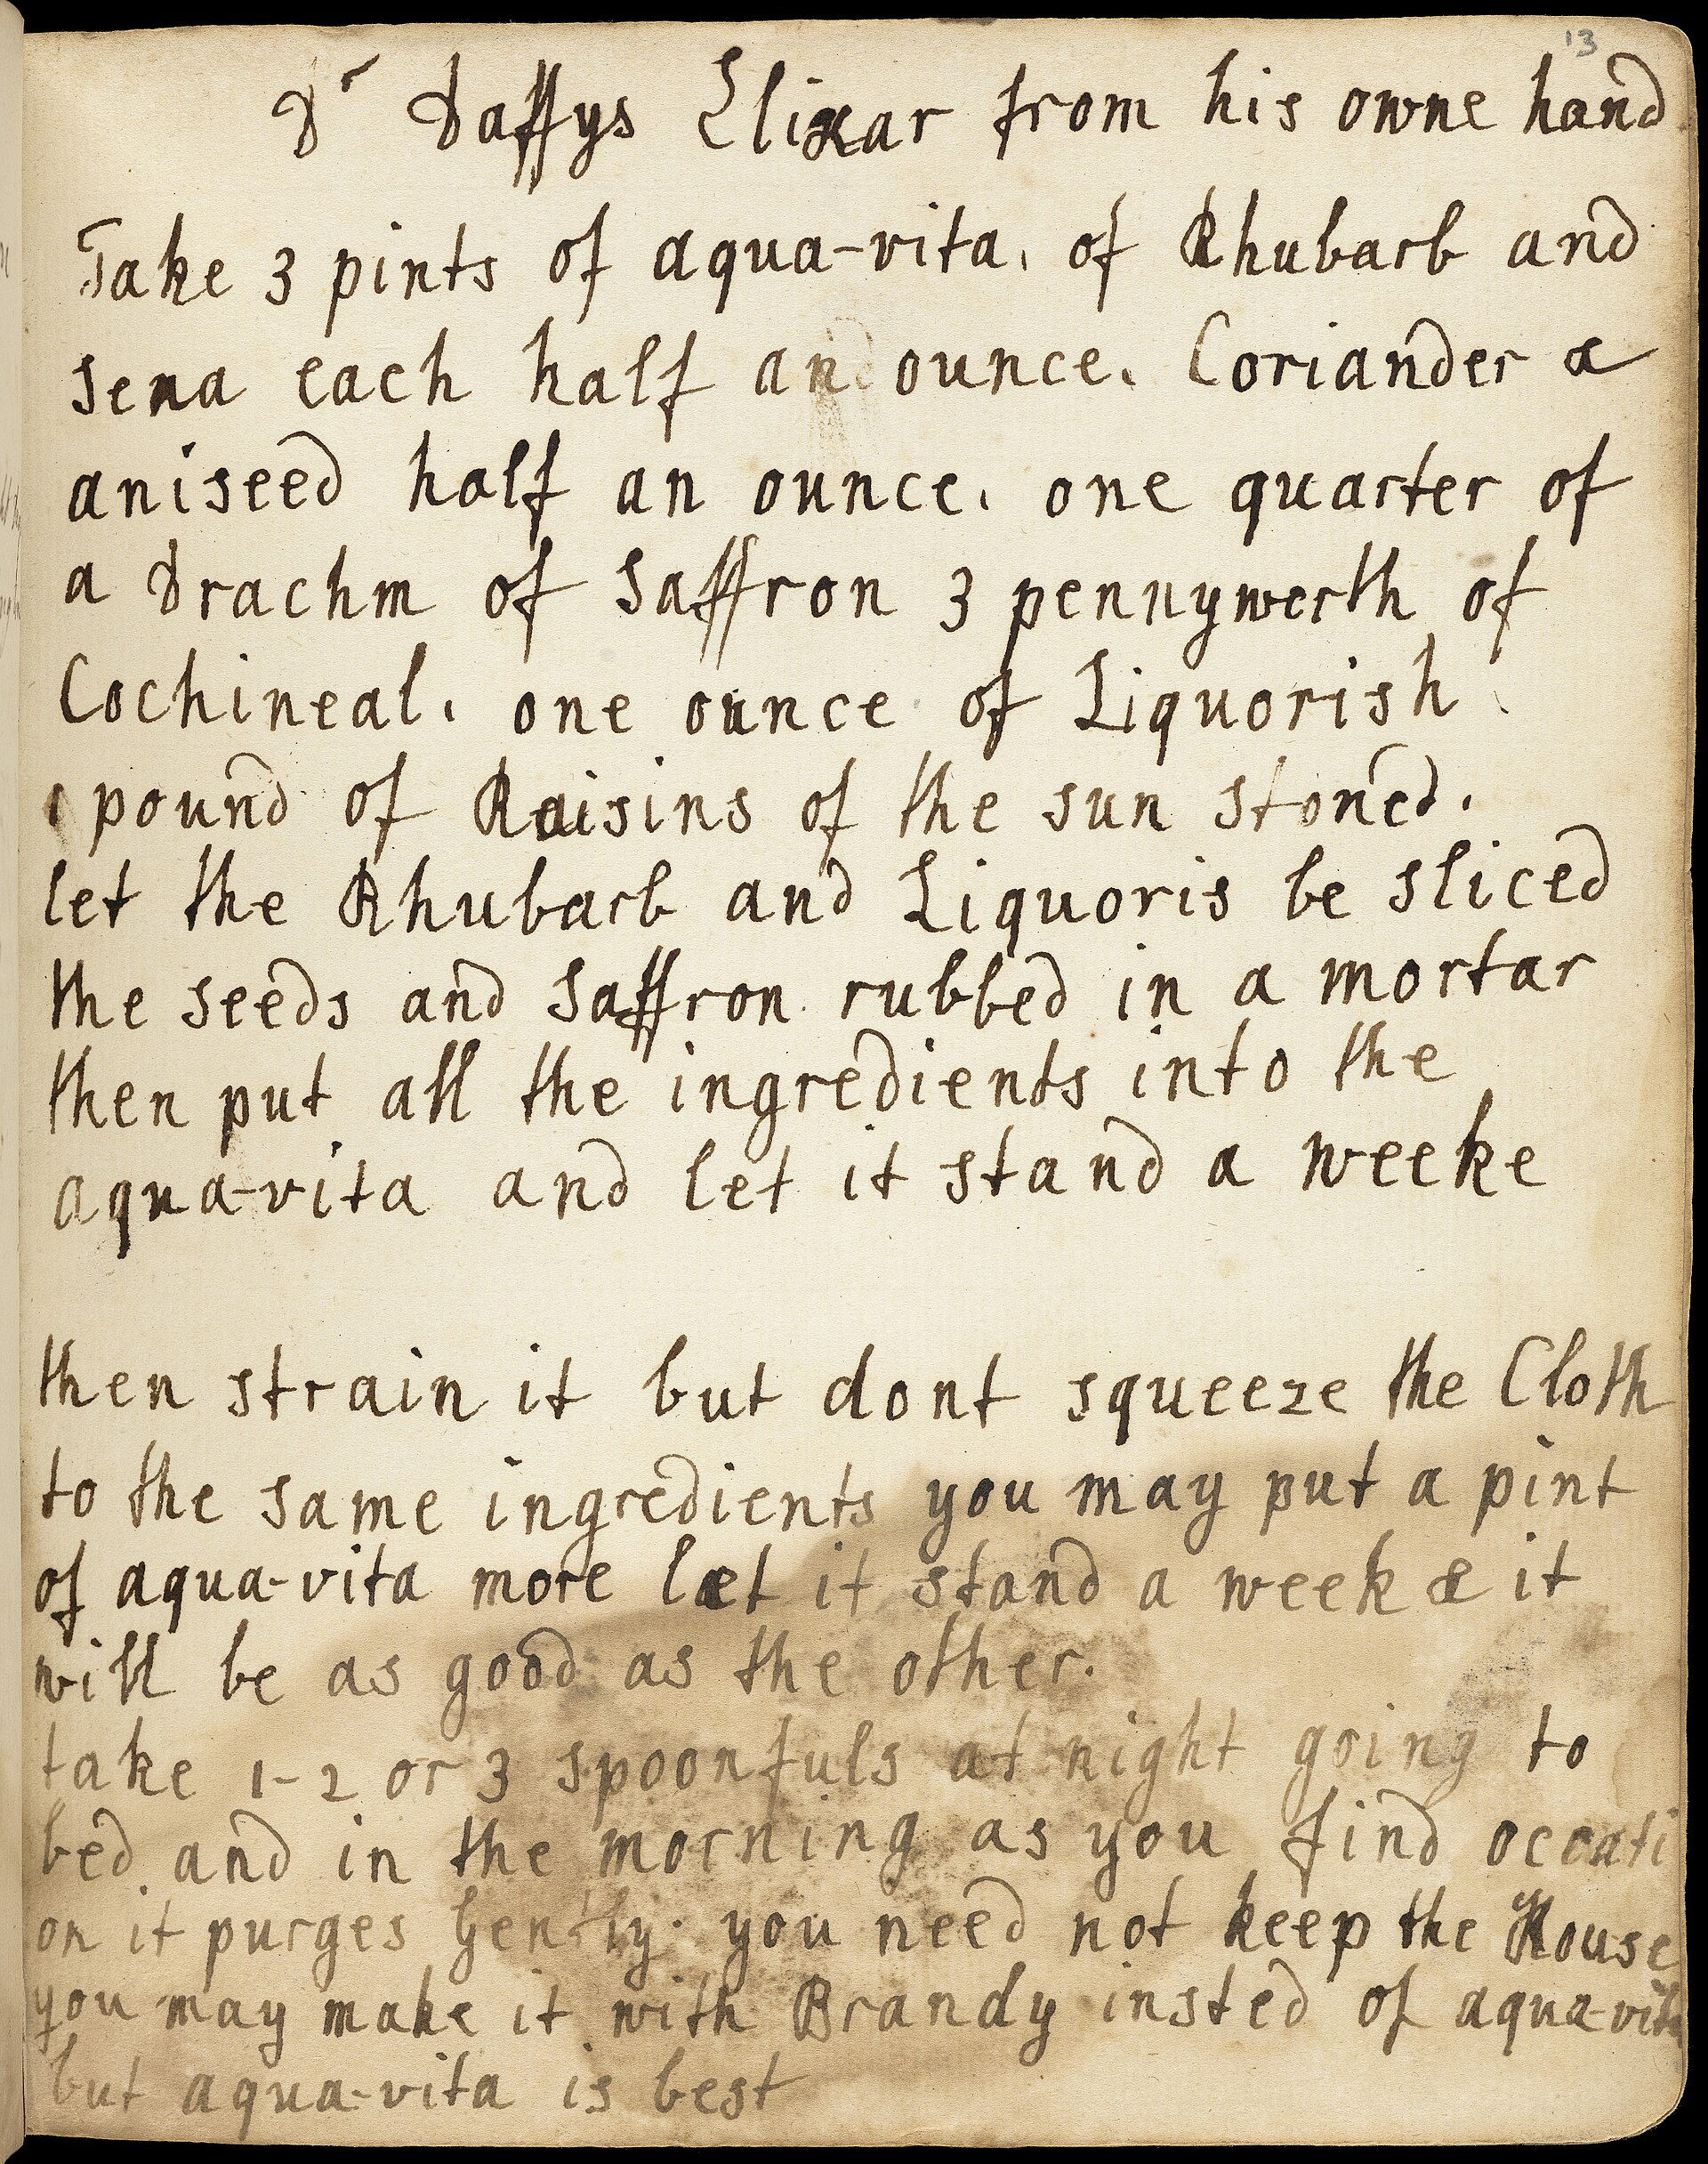 13
Dr Daffys Elixar from his owne hand
Take 3 pints of aqua-vita, of Rhubarb and
Sena each half an ounce, Coriander &
aniseed half an ounce, one quarter of
a drachm of Saffron 3 pennywerth of
Cochineal, one ounce of Liquorish
1 pound of Raisins of the sun stoned,
let the Rhubarb and Liquoris be sliced
the seeds and Saffron rubbed in a mortar
then put all the ingredients into the
aqua-vita and let it stand a weeke
then strain it but dont squeeze the Cloth
to the same ingredients you may put a pint
of aqua-vita more let it stand a week & it
will be as good as the other.
take 1-2 or 3 spoonfuls at night going to
bed and in the morning as you find occati
on it purges Gently. you need not keep the House
you may make it with Brandy insted of aqua-vita
but aqua-vita is best